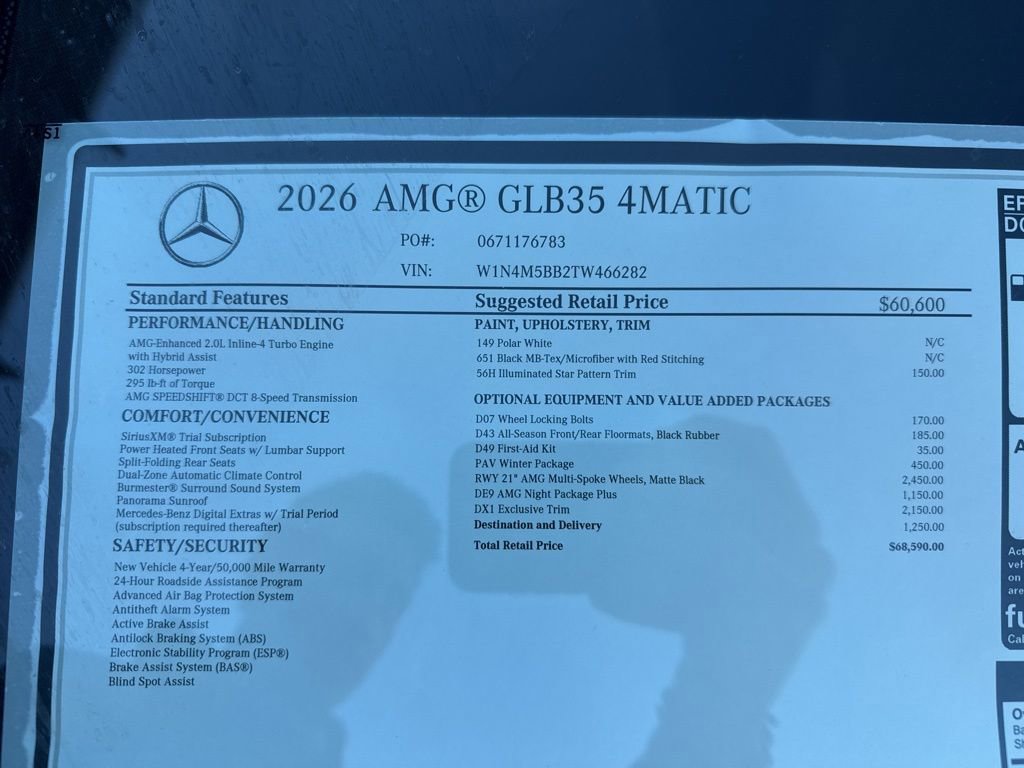 S1
2026 AMG® GLB35 4MATIC
PO#: 0671176783
VIN: W1N4M5BB2TW466282
Standard Features
PERFORMANCE/HANDLING
AMG-Enhanced 2.0L Inline-4 Turbo Engine
with Hybrid Assist
302 Horsepower
295 lb-ft of Torque
AMG SPEEDSHIFT® DCT 8-Speed Transmission
COMFORT/CONVENIENCE
SiriusXM® Trial Subscription
Power Heated Front Seats w/ Lumbar Support
Split-Folding Rear Seats
Dual-Zone Automatic Climate Control
Burmester® Surround Sound System
Panorama Sunroof
Mercedes-Benz Digital Extras w/ Trial Period
(subscription required thereafter)
SAFETY/SECURITY
New Vehicle 4-Year/50,000 Mile Warranty
24-Hour Roadside Assistance Program
Advanced Air Bag Protection System
Antitheft Alarm System
Active Brake Assist
Antilock Braking System (ABS)
Electronic Stability Program (ESP®)
Brake Assist System (BAS®)
Blind Spot Assist
Suggested Retail Price $60,600
PAINT, UPHOLSTERY, TRIM
149 Polar White N/C
651 Black MB-Tex/Microfiber with Red Stitching N/C
56H Illuminated Star Pattern Trim 150.00
OPTIONAL EQUIPMENT AND VALUE ADDED PACKAGES
D07 Wheel Locking Bolts 170.00
D43 All-Season Front/Rear Floormats, Black Rubber 185.00
D49 First-Aid Kit 35.00
PAV Winter Package 450.00
RWY 21" AMG Multi-Spoke Wheels, Matte Black 2,450.00
DE9 AMG Night Package Plus 1,150.00
DX1 Exclusive Trim 2,150.00
Destination and Delivery 1,250.00
Total Retail Price $68,590.00
on
are